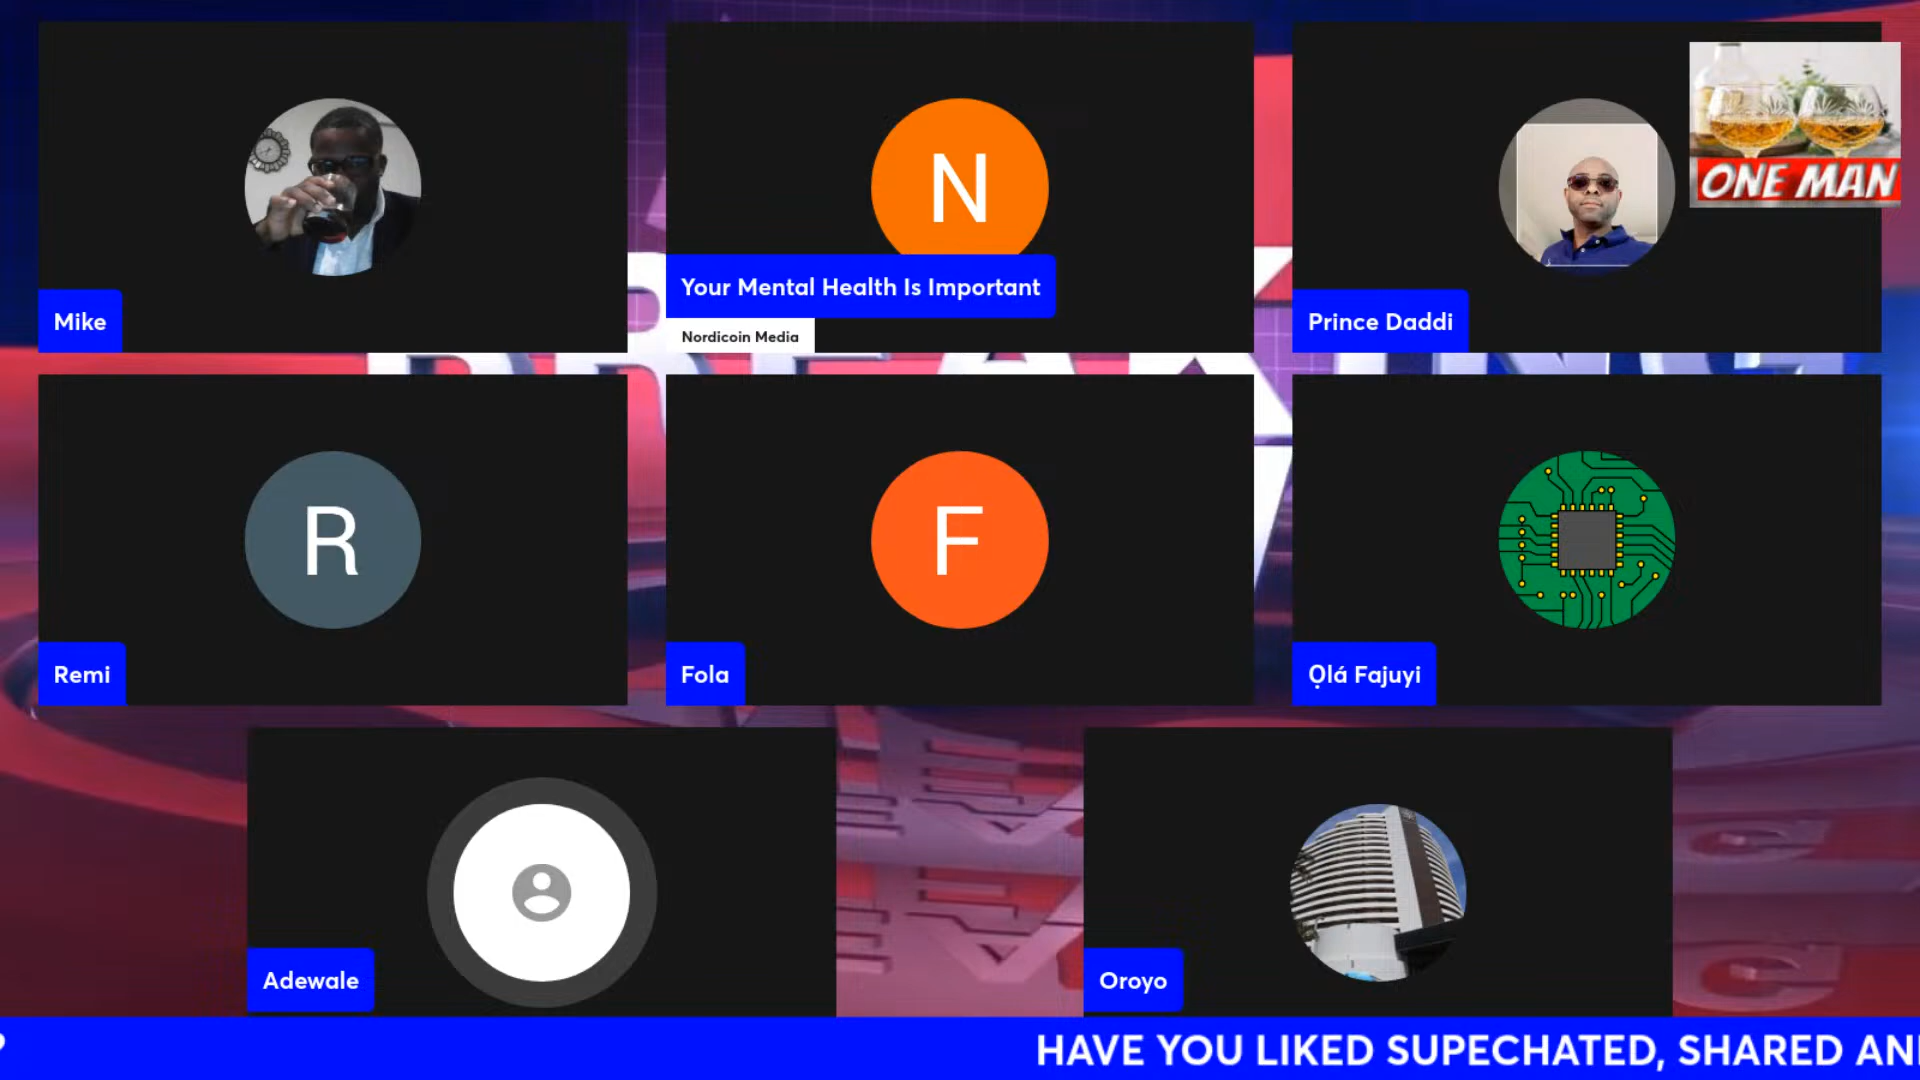 N
ONE MAN
Your Mental Health Is Important
Mike
Nordicoin Media
Prince Daddi
R
F
Remi
Fola
Ọlá Fajuyi
Adewale
Oroyo
HAVE YOU LIKED SUPECHATED, SHARED